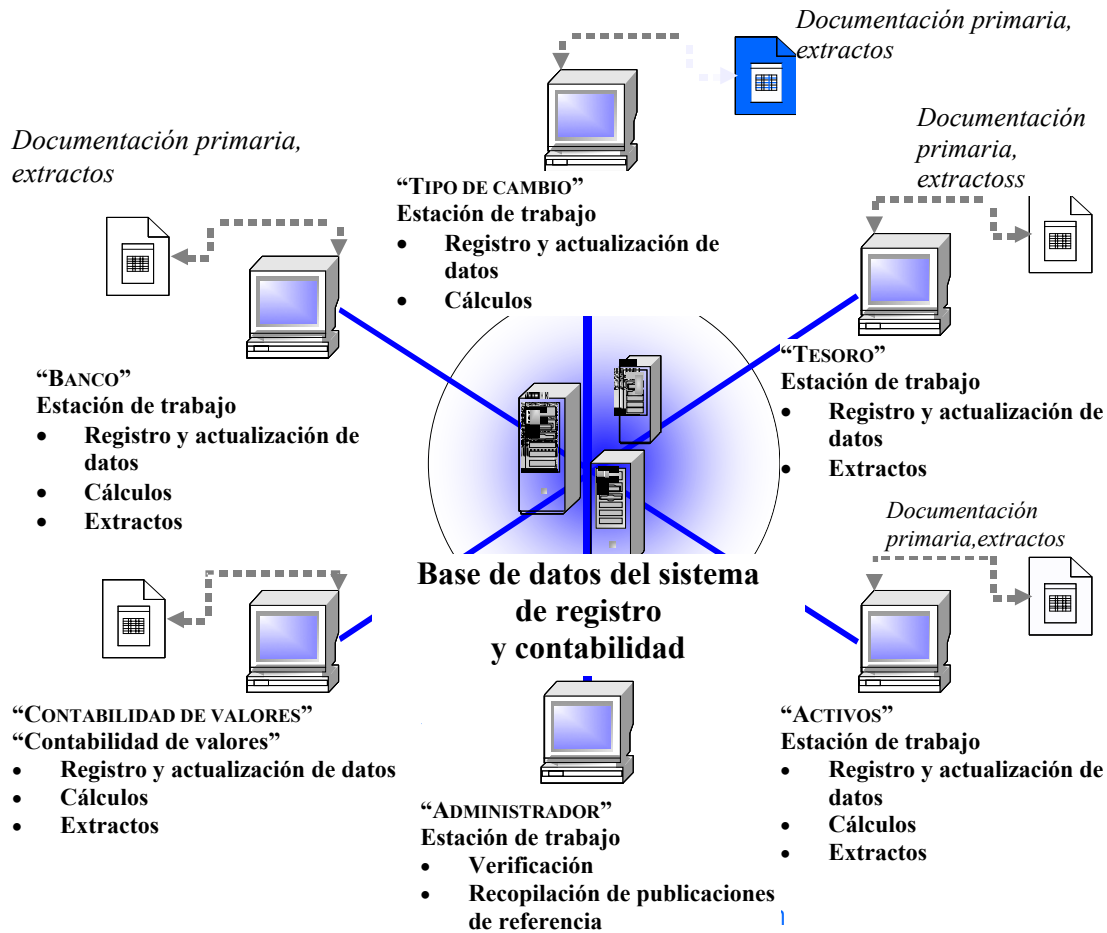 Documentación primaria,
extractos
Documentación primaria,
extractos
Documentación
primaria,
extractoss
“TIPO DE CAMBIO”
Estación de trabajo
• Registro y actualización de
datos
• Cálculos
“BANCO”
Estación de trabajo
• Registro y actualización de
datos
• Cálculos
• Extractos
“TESORO”
Estación de trabajo
• Registro y actualización de
datos
• Extractos
Documentación
primaria,extractos
Base de datos del sistema
de registro
y contabilidad
“CONTABILIDAD DE VALORES”
“Contabilidad de valores”
• Registro y actualización de datos
• Cálculos
• Extractos
“ADMINISTRADOR”
Estación de trabajo
• Verificación
• Recopilación de publicaciones
de referencia
“ACTIVOS”
Estación de trabajo
• Registro y actualización de
datos
• Cálculos
• Extractos